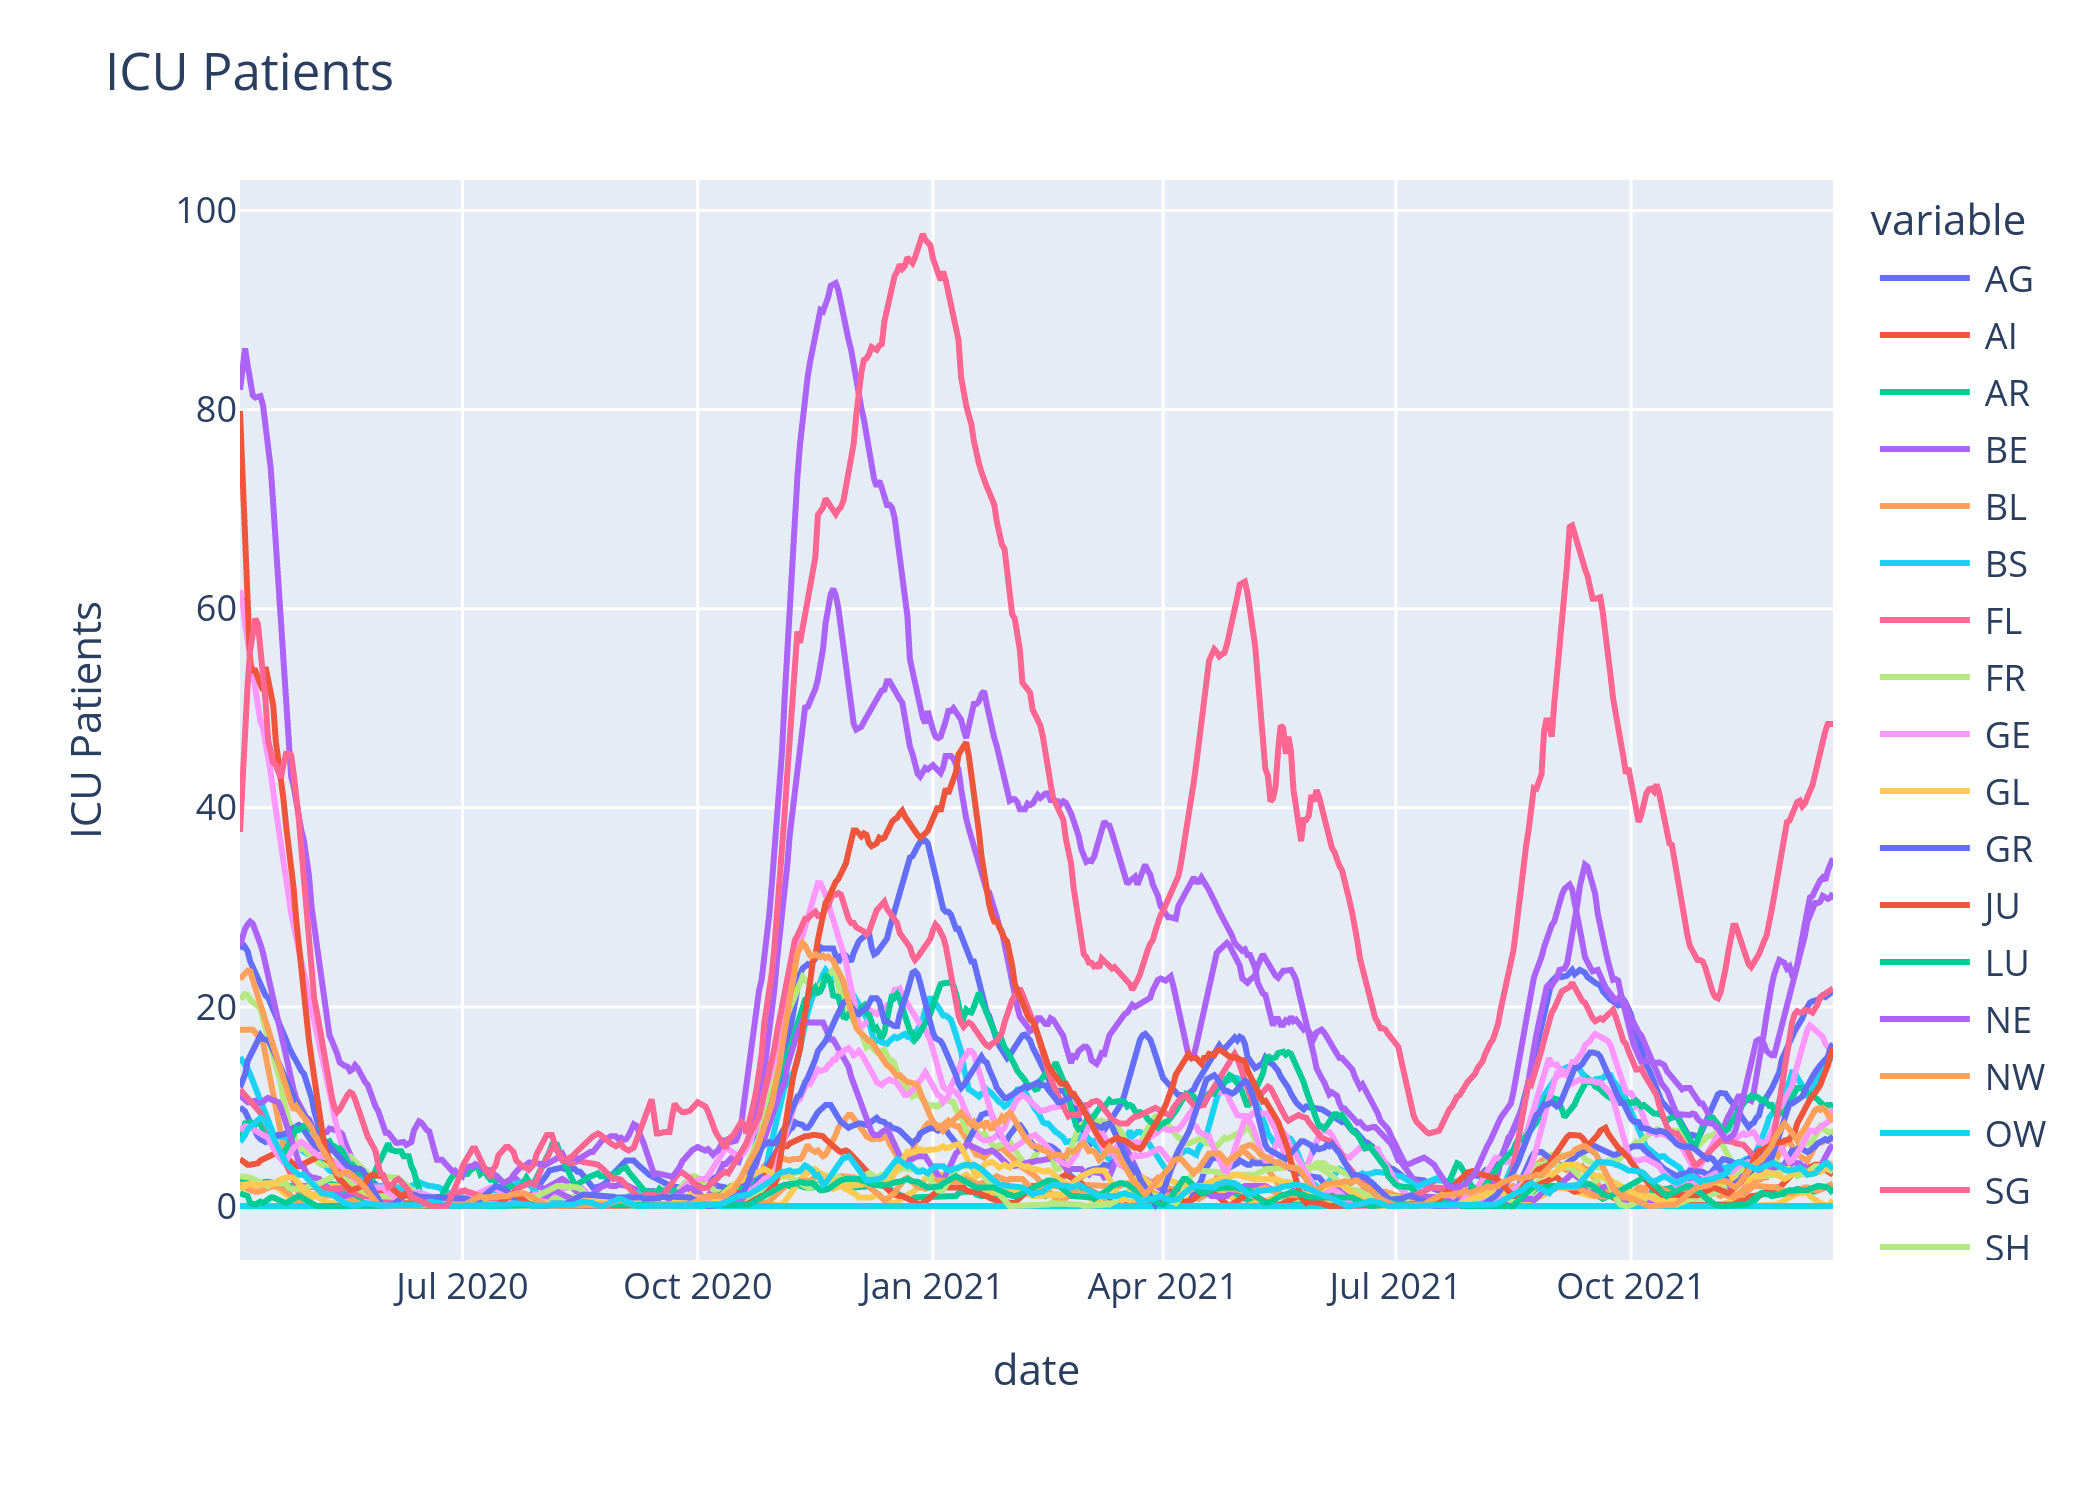 ICU Patients
ICU Patients
100
80
60
40
20
0
Jul 2020
Oct 2020
Jan 2021
Apr 2021
Jul 2021
Oct 2021
date
variable
AG
AI
AR
BE
BL
BS
FL
FR
GE
GL
GR
JU
LU
NE
NW
OW
SG
SH